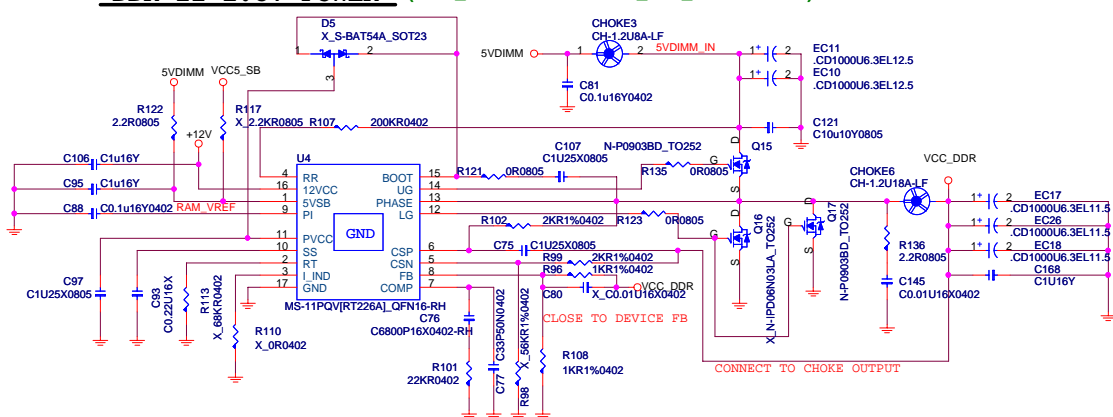 D5
X_S-BAT54A_SOT23
1
2
3
CHOKE3
CH-1.2U8A-LF
5VDIMM
1
2
5VDIMM_IN
1+
2
EC11
.CD1000U6.3EL12.5
1+
2
EC10
.CD1000U6.3EL12.5
C81
C0.1u16Y0402
C121
C10u10Y0805
5VDIMM
VCC5_SB
R122
2.2R0805
R117
X_2.2KR0805
R107
200KR0402
+12V
C106
C1u16Y
C95
C1u16Y
C88
C0.1u16Y0402
RAM_VREF
U4
4
RR
16
12VCC
1
5VSB
9
PI
11
PVCC
10
SS
2
RT
3
I_IND
17
GND
GND
BOOT
15
UG
14
PHASE
13
LG
12
CSP
6
CSN
5
FB
8
COMP
7
MS-11PQV[RT226A]_QFN16-RH
R121
0R0805
C107
C1U25X0805
N-P0903BD_TO252
R135
0R0805
G
D
S
Q15
R102
2KR1%0402
R123
0R0805
C75
C1U25X0805
R99
2KR1%0402
R96
1KR1%0402
C80
X_C0.01U16X0402
VCC_DDR
CLOSE TO DEVICE FB
G
D
S
Q16
X_N-IPD06N03LA_TO252
G
D
S
Q17
N-P0903BD_TO252
CHOKE6
CH-1.2U18A-LF
VCC_DDR
1
2
R136
2.2R0805
C145
C0.01U16X0402
1+
2
EC17
.CD1000U6.3EL11.5
1+
2
EC26
.CD1000U6.3EL11.5
1+
2
EC18
.CD1000U6.3EL11.5
C168
C1U16Y
CONNECT TO CHOKE OUTPUT
C97
C1U25X0805
C93
C0.22U16X
R113
X_68KR0402
R110
X_0R0402
C76
C6800P16X0402-RH
R101
22KR0402
C77
C33P50N0402
R98
X_56KR1%0402
R108
1KR1%0402